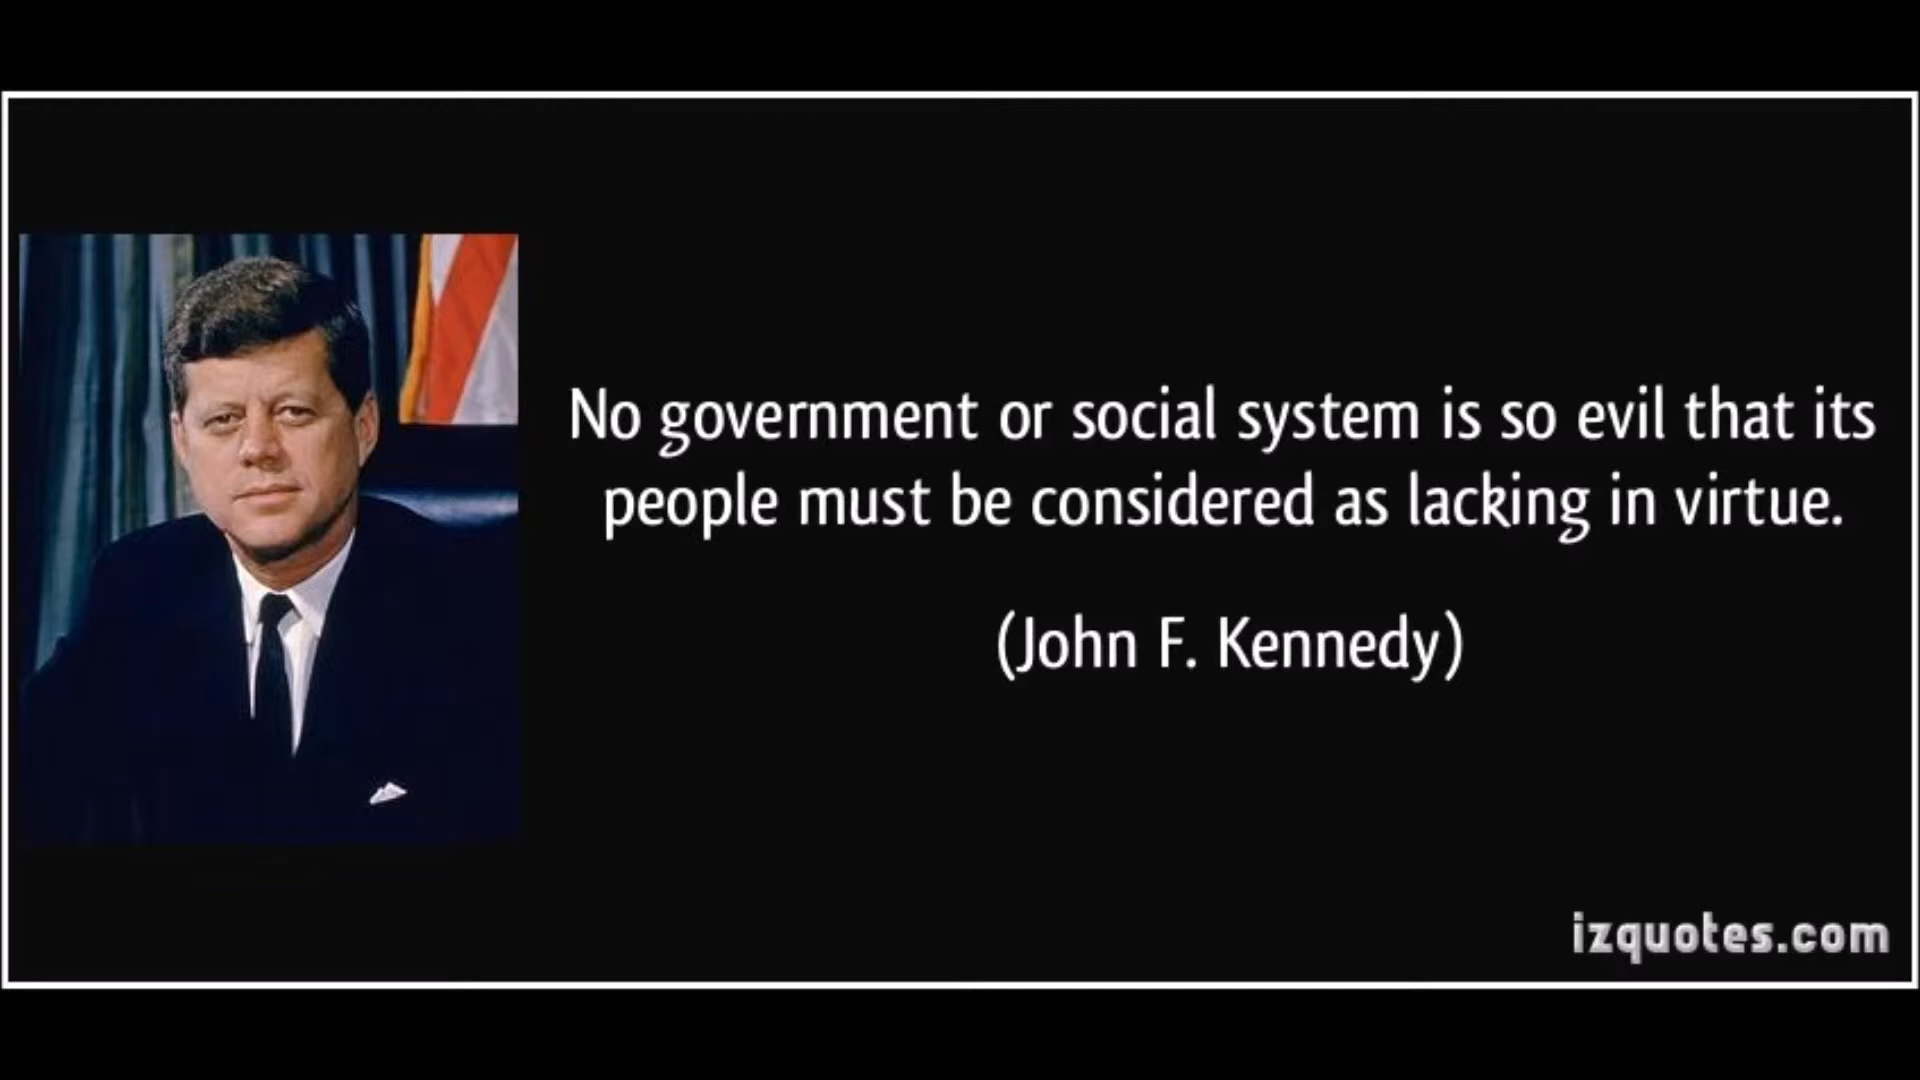 No government or social system is so evil that its
people must be considered as lacking in virtue.
(John F. Kennedy)
izquotes.com